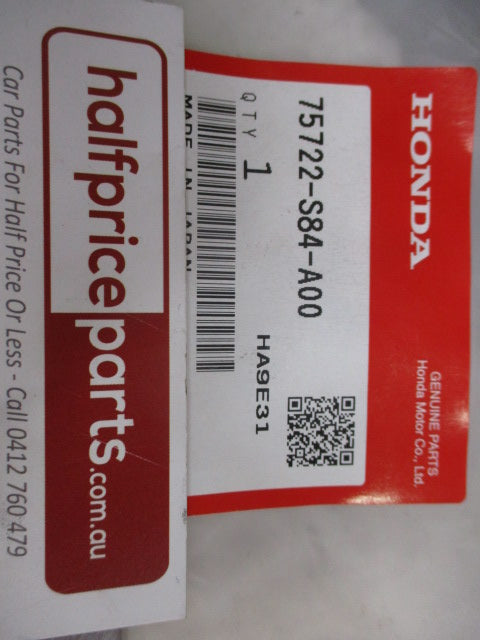 HONDA
GENUINE PARTS
Honda Motor Co., Ltd.
75722-S84-A00
QTY 1
HA9E31
MADE IN JAPAN
halfpriceparts.com.au
Car Parts For Half Price Or Less - Call 0412 760 479